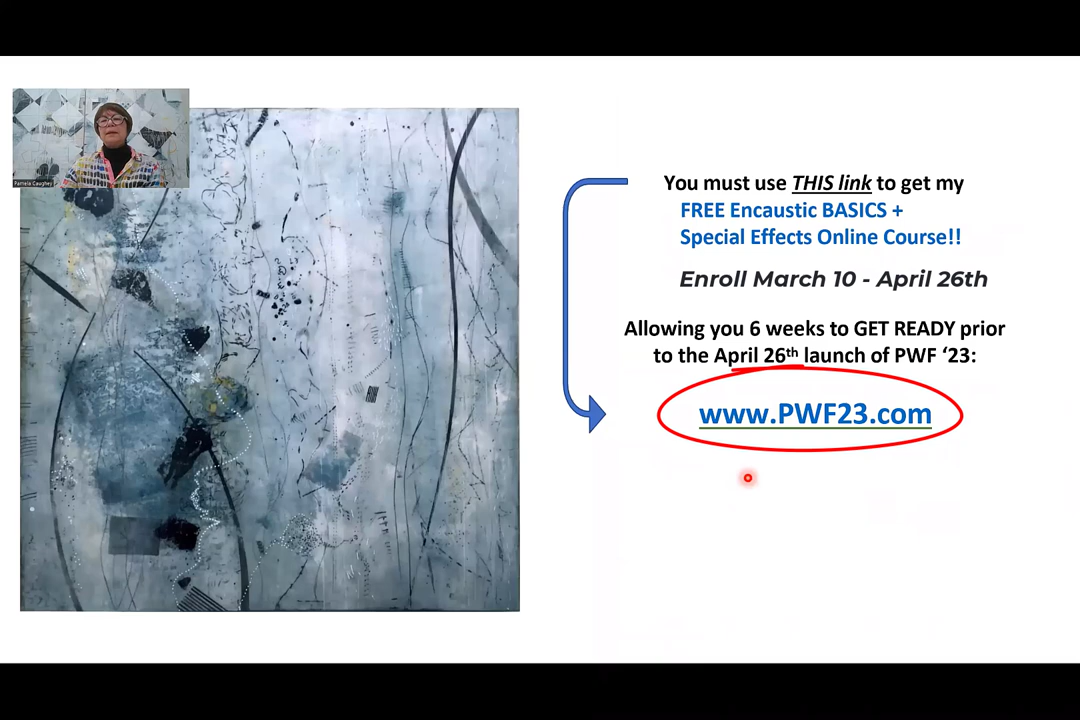 Pamela Caughey
You must use THIS link to get my
FREE Encaustic BASICS +
Special Effects Online Course!!
Enroll March 10 - April 26th
Allowing you 6 weeks to GET READY prior
to the April 26th launch of PWF ‘23:
www.PWF23.com